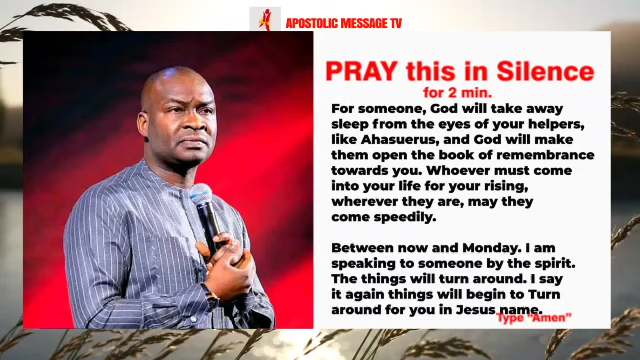 APOSTOLIC MESSAGE TV
PRAY this in Silence
for 2 min.
For someone, God will take away
sleep from the eyes of your helpers,
like Ahasuerus, and God will make
them open the book of remembrance
towards you. Whoever must come
into your life for your rising,
wherever they are, may they
come speedily.
Between now and Monday. I am
speaking to someone by the spirit.
The things will turn around. I say
it again things will begin to Turn
around for you in Jesus name.
Type "Amen"